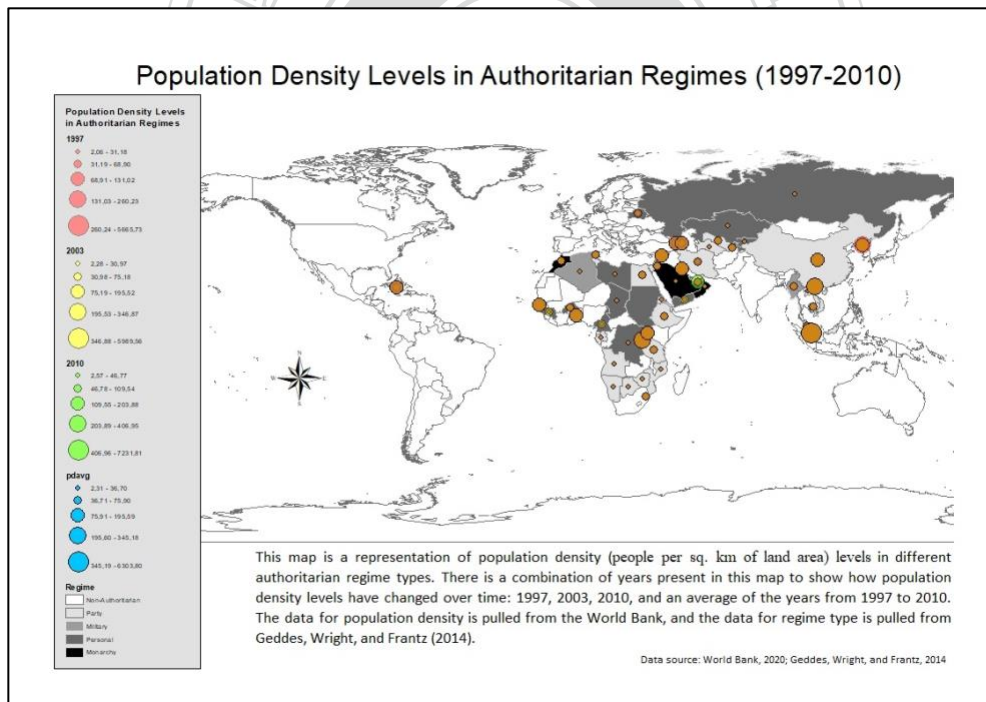 Population Density Levels in Authoritarian Regimes (1997-2010)
Population Density Levels
in Authoritarian Regimes
1997
2,06 - 31,18
31,19 - 68,90
68,91 - 131,02
131,03 - 260,23
260,24 - 5665,73
2003
2,28 - 30,97
30,98 - 75,18
75,19 - 195,52
195,53 - 346,87
346,88 - 5989,56
2010
2,57 - 46,77
46,78 - 109,54
109,55 - 203,88
203,89 - 406,95
406,96 - 7231,81
pdavg
2,31 - 36,70
36,71 - 75,90
75,91 - 195,59
195,60 - 345,18
345,19 - 6303,80
Regime
Non-Authoritarian
Party
Military
Personal
Monarchy
N
W E
S
This map is a representation of population density (people per sq. km of land area) levels in different
authoritarian regime types. There is a combination of years present in this map to show how population
density levels have changed over time: 1997, 2003, 2010, and an average of the years from 1997 to 2010.
The data for population density is pulled from the World Bank, and the data for regime type is pulled from
Geddes, Wright, and Frantz (2014).
Data source: World Bank, 2020; Geddes, Wright, and Frantz, 2014